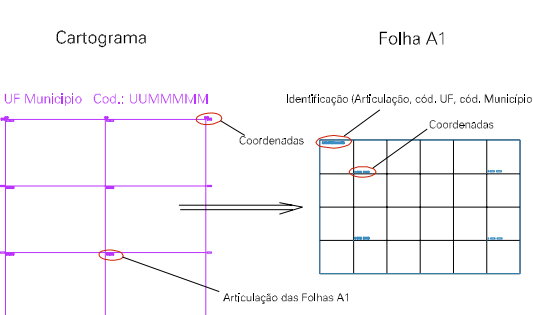 Cartograma
Folha A1
UF Municipio Cod.: UUMMMMM
Identificação (Articulação, cód. UF, cód. Município
Coordenadas
Coordenadas
Articulação das Folhas A1